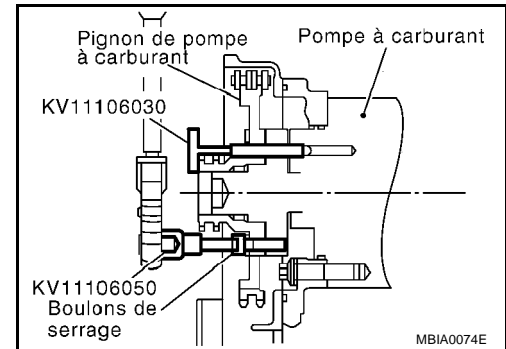 Pignon de pompe
à carburant
Pompe à carburant
KV11106030
KV11106050
Boulons de
serrage
MBIA0074E